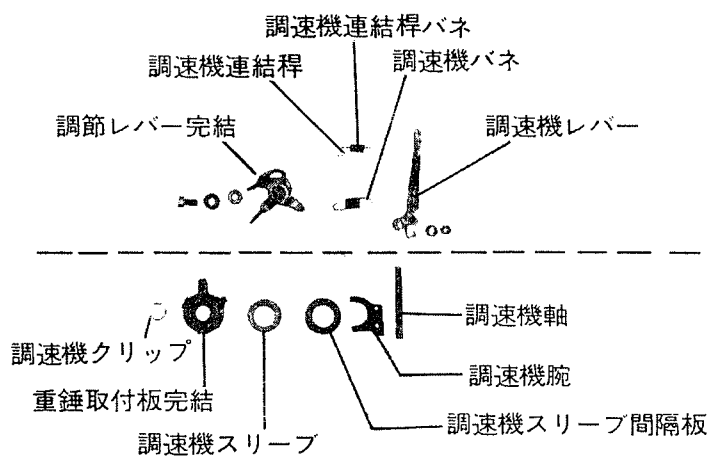 調速機連結桿バネ
調速機連結桿
調速機バネ
調節レバー完結
調速機レバー
調速機軸
調速機クリップ
調速機腕
重錘取付板完結
調速機スリーブ間隔板
調速機スリーブ